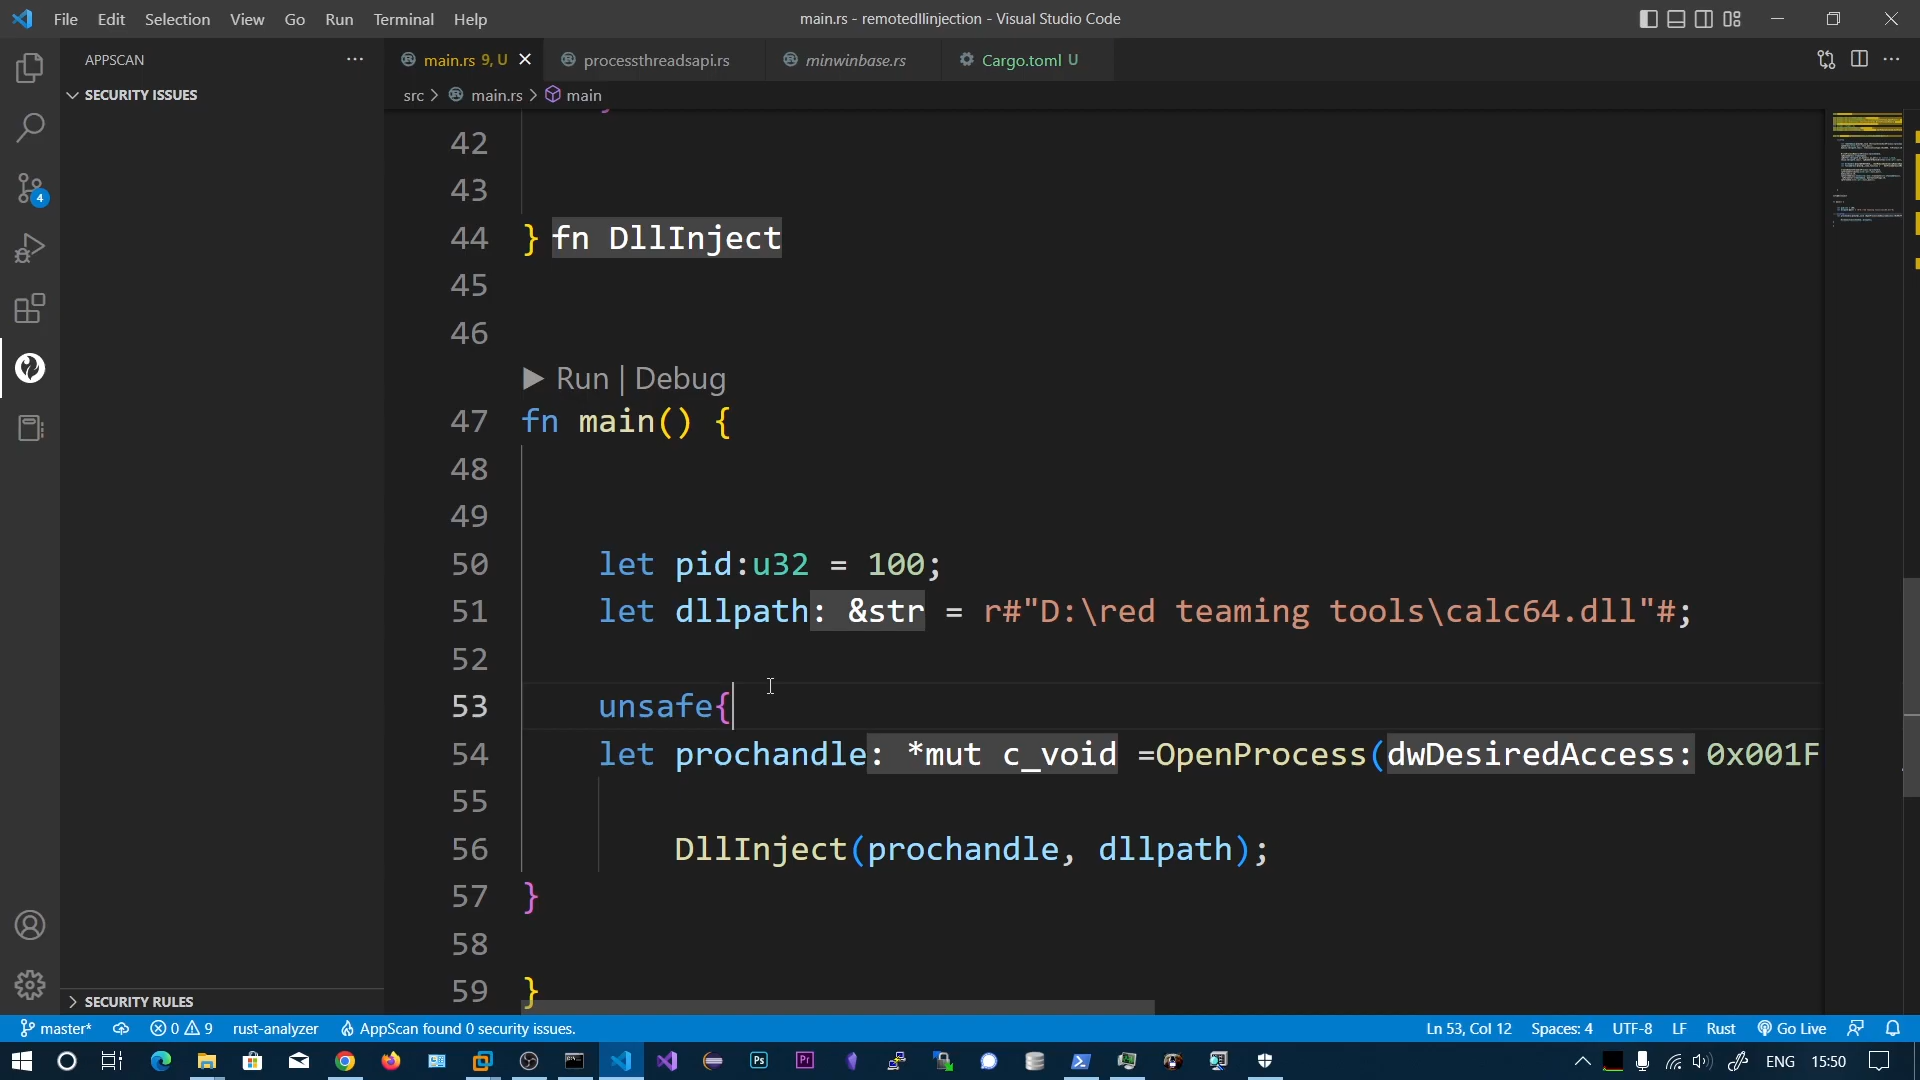 File Edit Selection View Go Run Terminal Help
main.rs - remotedllinjection - Visual Studio Code
APPSCAN
SECURITY ISSUES
main.rs 9, U
processthreadsapi.rs
minwinbase.rs
Cargo.toml U
src > main.rs > main
42
43
44 } fn DllInject
45
46
Run | Debug
47 fn main() {
48
49
50 let pid:u32 = 100;
51 let dllpath: &str = r#"D:\red teaming tools\calc64.dll"#;
52
53 unsafe{
54 let prochandle: *mut c_void =OpenProcess(dwDesiredAccess: 0x001F
55
56 DllInject(prochandle, dllpath);
57 }
58
59 }
4
SECURITY RULES
master* 0 9 rust-analyzer AppScan found 0 security issues.
Ln 53, Col 12 Spaces: 4 UTF-8 LF Rust Go Live
Ps Pr
ENG 15:50